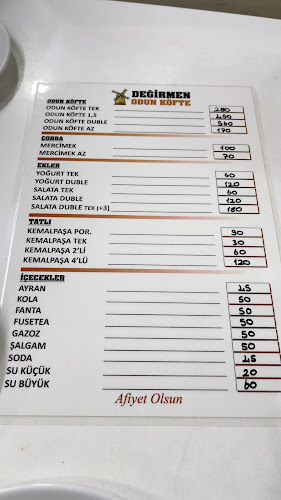 DEĞİRMEN
ODUN KÖFTE
ODUN KÖFTE
ODUN KÖFTE TEK 280
ODUN KÖFTE 1,5 450
ODUN KÖFTE DUBLE 560
ODUN KÖFTE AZ 170
ÇORBA
MERCİMEK 100
MERCİMEK AZ 70
EKLER
YOĞURT TEK 60
YOĞURT DUBLE 120
SALATA TEK 60
SALATA DUBLE 120
SALATA DUBLE TEK (+3) 180
TATLI
KEMALPAŞA POR. 90
KEMALPAŞA TEK 30
KEMALPAŞA 2'Lİ 60
KEMALPAŞA 4'LÜ 120
İÇECEKLER
AYRAN 45
KOLA 50
FANTA 50
FUSETEA 50
GAZOZ 50
ŞALGAM 50
SODA 45
SU KÜÇÜK 20
SU BÜYÜK 60
Afiyet Olsun